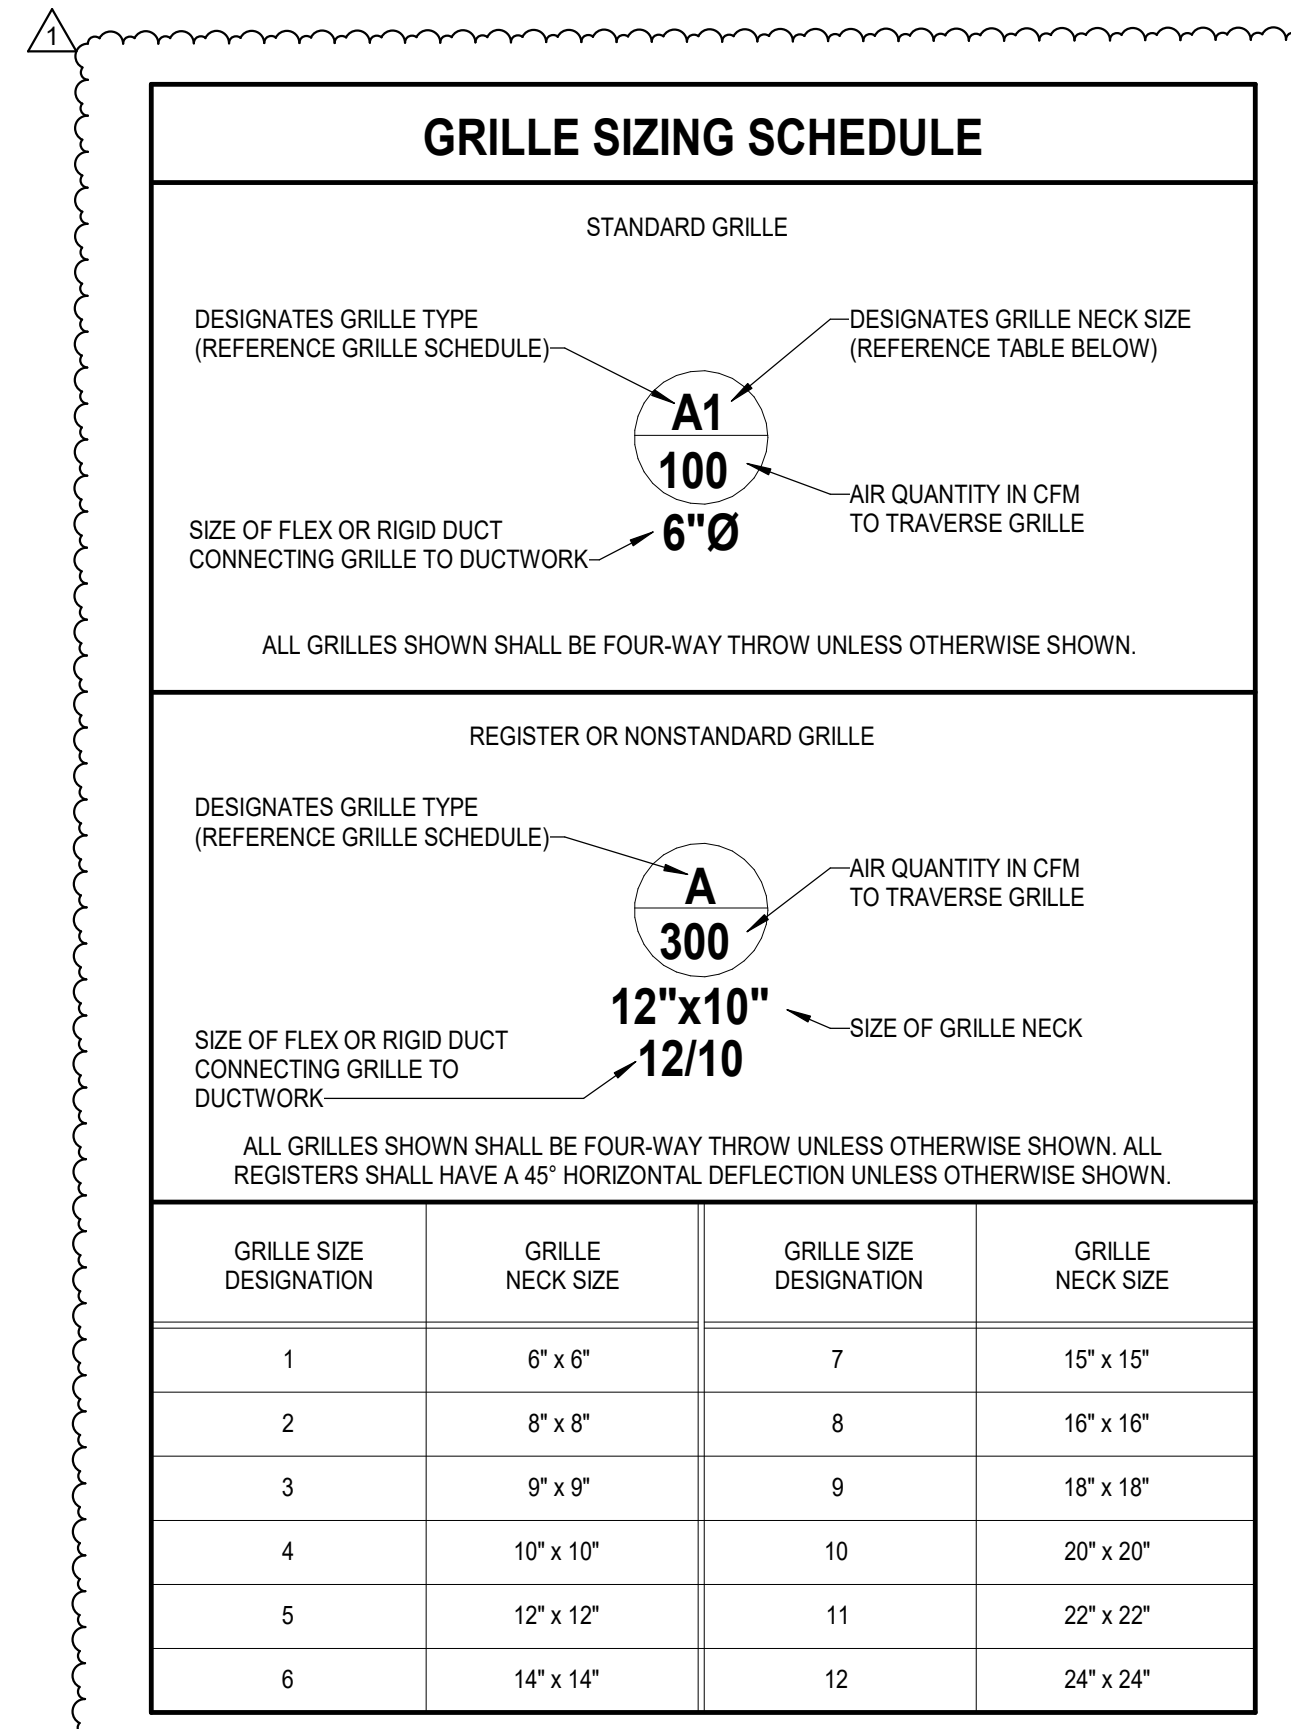 1
GRILLE SIZING SCHEDULE
STANDARD GRILLE
DESIGNATES GRILLE TYPE
(REFERENCE GRILLE SCHEDULE)
DESIGNATES GRILLE NECK SIZE
(REFERENCE TABLE BELOW)
A1
100
6"Ø
AIR QUANTITY IN CFM
TO TRAVERSE GRILLE
SIZE OF FLEX OR RIGID DUCT
CONNECTING GRILLE TO DUCTWORK
ALL GRILLES SHOWN SHALL BE FOUR-WAY THROW UNLESS OTHERWISE SHOWN.
REGISTER OR NONSTANDARD GRILLE
DESIGNATES GRILLE TYPE
(REFERENCE GRILLE SCHEDULE)
A
300
12"x10"
12/10
AIR QUANTITY IN CFM
TO TRAVERSE GRILLE
SIZE OF GRILLE NECK
SIZE OF FLEX OR RIGID DUCT
CONNECTING GRILLE TO
DUCTWORK
ALL GRILLES SHOWN SHALL BE FOUR-WAY THROW UNLESS OTHERWISE SHOWN. ALL
REGISTERS SHALL HAVE A 45° HORIZONTAL DEFLECTION UNLESS OTHERWISE SHOWN.
GRILLE SIZE DESIGNATION GRILLE NECK SIZE GRILLE SIZE DESIGNATION GRILLE NECK SIZE
1 6" x 6" 7 15" x 15"
2 8" x 8" 8 16" x 16"
3 9" x 9" 9 18" x 18"
4 10" x 10" 10 20" x 20"
5 12" x 12" 11 22" x 22"
6 14" x 14" 12 24" x 24"